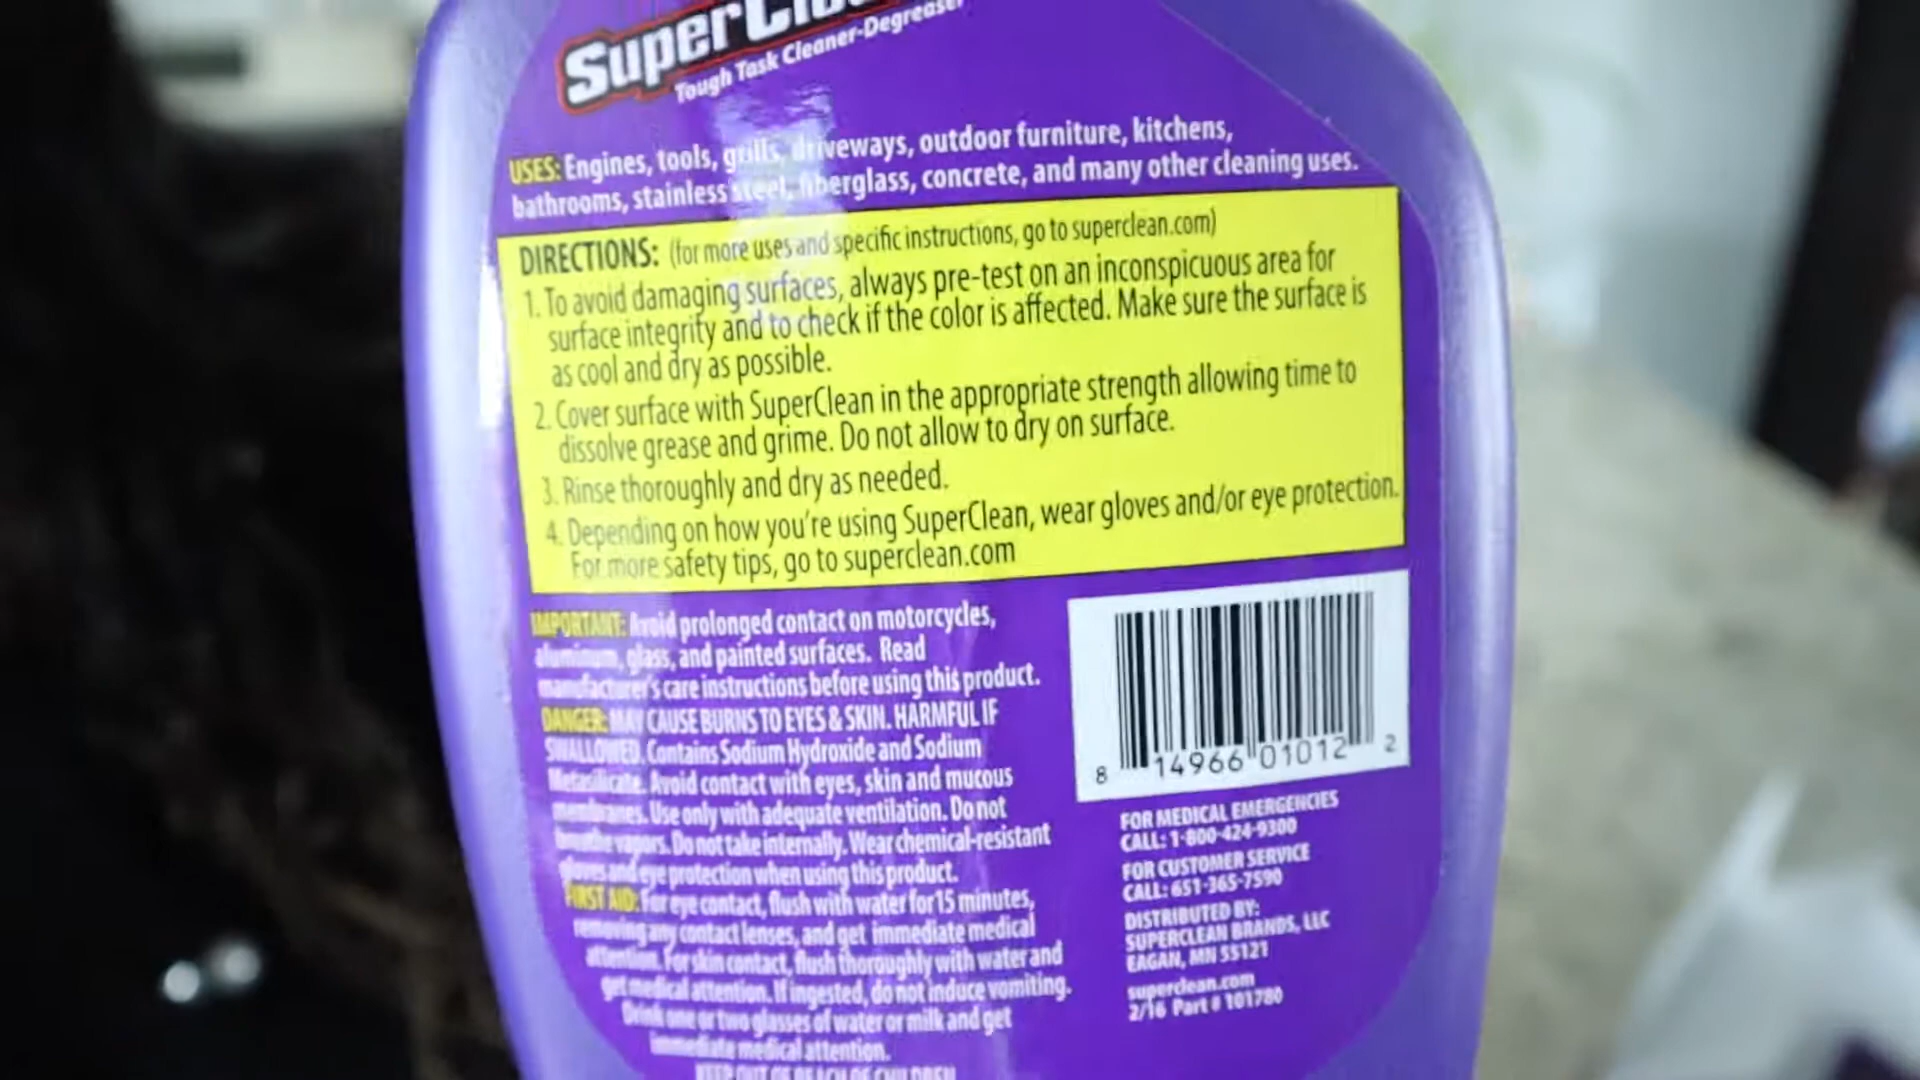 SuperClean
Tough Task Cleaner-Degreaser
USES: Engines, tools, grills, driveways, outdoor furniture, kitchens,
bathrooms, stainless steel, fiberglass, concrete, and many other cleaning uses.
DIRECTIONS: (for more uses and specific instructions, go to superclean.com)
1. To avoid damaging surfaces, always pre-test on an inconspicuous area for
surface integrity and to check if the color is affected. Make sure the surface is
as cool and dry as possible.
2. Cover surface with SuperClean in the appropriate strength allowing time to
dissolve grease and grime. Do not allow to dry on surface.
3. Rinse thoroughly and dry as needed.
4. Depending on how you're using SuperClean, wear gloves and/or eye protection.
For more safety tips, go to superclean.com
IMPORTANT: Avoid prolonged contact on motorcycles,
aluminum, glass, and painted surfaces. Read
manufacturer's care instructions before using this product.
DANGER: MAY CAUSE BURNS TO EYES & SKIN. HARMFUL IF
SWALLOWED. Contains Sodium Hydroxide and Sodium
Metasilicate. Avoid contact with eyes, skin and mucous
membranes. Use only with adequate ventilation. Do not
breathe vapors. Do not take internally. Wear chemical-resistant
gloves and eye protection when using this product.
FIRST AID: For eye contact, flush with water for 15 minutes,
removing any contact lenses, and get immediate medical
attention. For skin contact, flush thoroughly with water and
get medical attention. If ingested, do not induce vomiting.
Drink one or two glasses of water or milk and get
immediate medical attention.
KEEP OUT OF REACH OF CHILDREN
8 14966 01012 2
FOR MEDICAL EMERGENCIES
CALL: 1-800-424-9300
FOR CUSTOMER SERVICE
CALL: 651-365-7590
DISTRIBUTED BY:
SUPERCLEAN BRANDS, LLC
EAGAN, MN 55121
superclean.com
2/16 Part # 101780